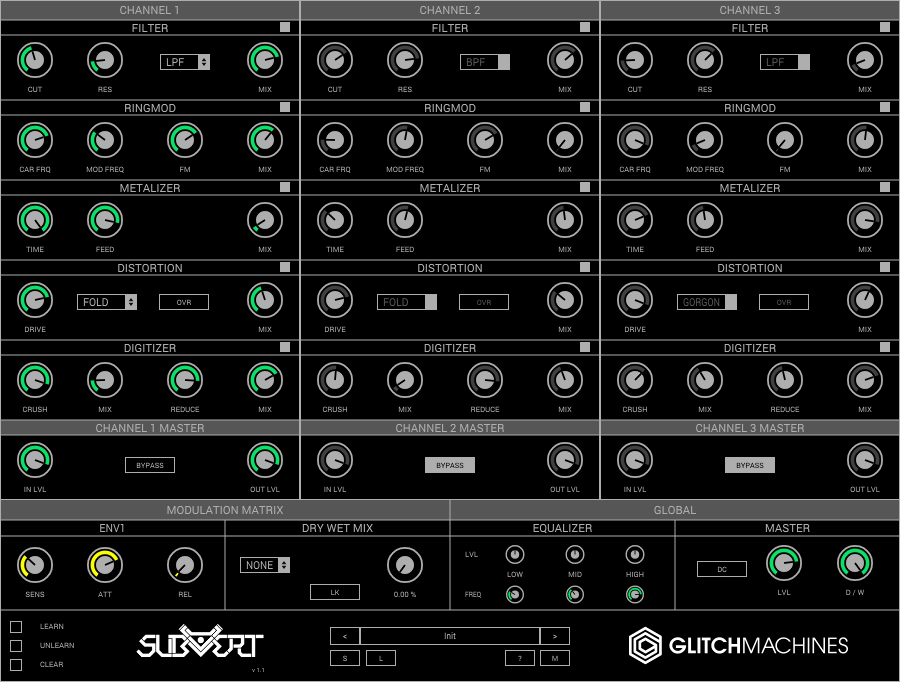 CHANNEL 1 CHANNEL 2 CHANNEL 3
FILTER FILTER FILTER
LPF BPF LPF
CUT RES MIX CUT RES MIX CUT RES MIX
RINGMOD RINGMOD RINGMOD
CAR FRQ MOD FREQ FM MIX CAR FRQ MOD FREQ FM MIX CAR FRQ MOD FREQ FM MIX
METALIZER METALIZER METALIZER
TIME FEED MIX TIME FEED MIX TIME FEED MIX
DISTORTION DISTORTION DISTORTION
FOLD OVR FOLD OVR GORGON OVR
DRIVE MIX DRIVE MIX DRIVE MIX
DIGITIZER DIGITIZER DIGITIZER
CRUSH MIX REDUCE MIX CRUSH MIX REDUCE MIX CRUSH MIX REDUCE MIX
CHANNEL 1 MASTER CHANNEL 2 MASTER CHANNEL 3 MASTER
BYPASS BYPASS BYPASS
IN LVL OUT LVL IN LVL OUT LVL IN LVL OUT LVL
MODULATION MATRIX GLOBAL
ENV1 DRY WET MIX EQUALIZER MASTER
LVL
NONE LOW MID HIGH DC
SENS ATT REL LK 0.00 % FREQ LVL D / W
LEARN
UNLEARN
CLEAR
SUBVERT
v 1.1
< Init >
S L ? M
GLITCHMACHINES